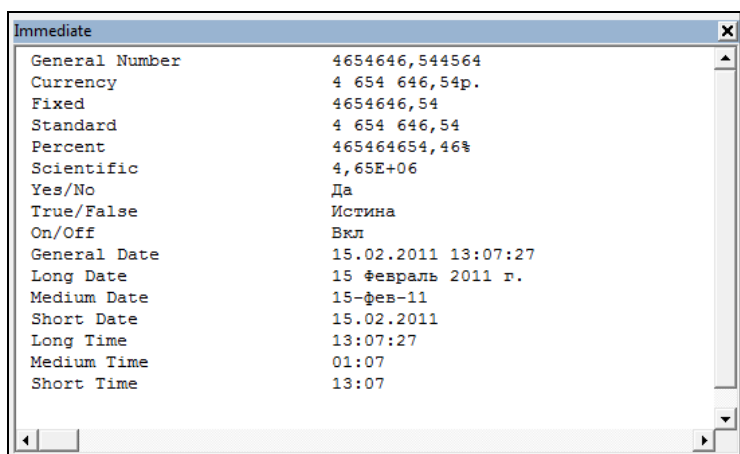 Immediate
General Number 4654646,544564
Currency 4 654 646,54р.
Fixed 4654646,54
Standard 4 654 646,54
Percent 465464654,46%
Scientific 4,65E+06
Yes/No Да
True/False Истина
On/Off Вкл
General Date 15.02.2011 13:07:27
Long Date 15 Февраль 2011 г.
Medium Date 15-фев-11
Short Date 15.02.2011
Long Time 13:07:27
Medium Time 01:07
Short Time 13:07